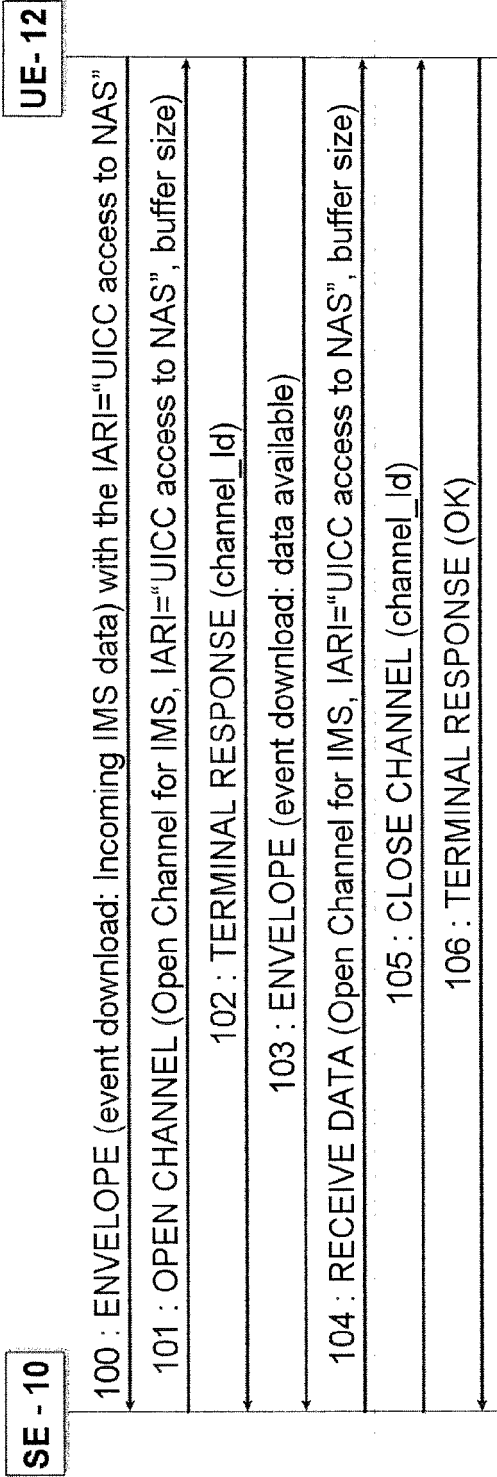 SE - 10
UE- 12
100 : ENVELOPE (event download: Incoming IMS data) with the IARI=“UICC access to NAS”
101 : OPEN CHANNEL (Open Channel for IMS, IARI=“UICC access to NAS”, buffer size)
102 : TERMINAL RESPONSE (channel_Id)
103 : ENVELOPE (event download: data available)
104 : RECEIVE DATA (Open Channel for IMS, IARI=“UICC access to NAS”, buffer size)
105 : CLOSE CHANNEL (channel_Id)
106 : TERMINAL RESPONSE (OK)